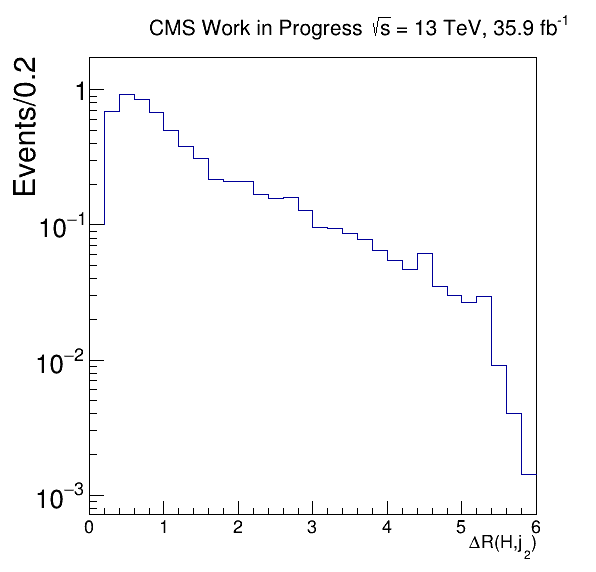 CMS Work in Progress √s = 13 TeV, 35.9 fb⁻¹
Events/0.2
1
10⁻¹
10⁻²
10⁻³
0 1 2 3 4 5 6
ΔR(H,j₂)